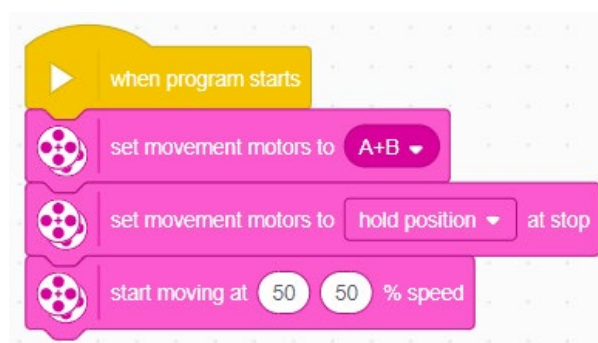 when program starts
set movement motors to A+B
set movement motors to hold position at stop
start moving at 50 50 % speed